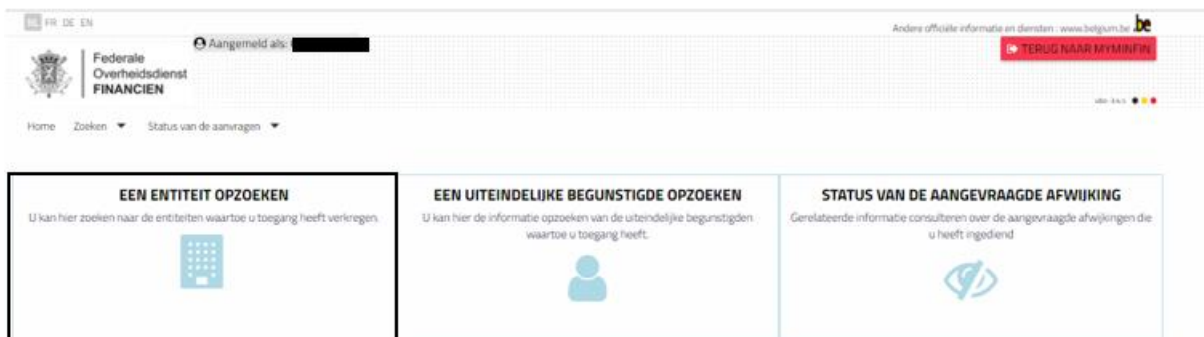 NL FR DE EN
Andere officiële informatie en diensten : www.belgium.be .be
Aangemeld als:
TERUG NAAR MYMINFIN
Federale
Overheidsdienst
FINANCIEN
Home Zoeken Status van de aanvragen
EEN ENTITEIT OPZOEKEN
U kan hier zoeken naar de entiteiten waartoe u toegang heeft verkregen.
EEN UITEINDELIJKE BEGUNSTIGDE OPZOEKEN
U kan hier de informatie opzoeken van de uiteindelijke begunstigden
waartoe u toegang heeft.
STATUS VAN DE AANGEVRAAGDE AFWIJKING
Gerelateerde informatie consulteren over de aangevraagde afwijkingen die
u heeft ingediend